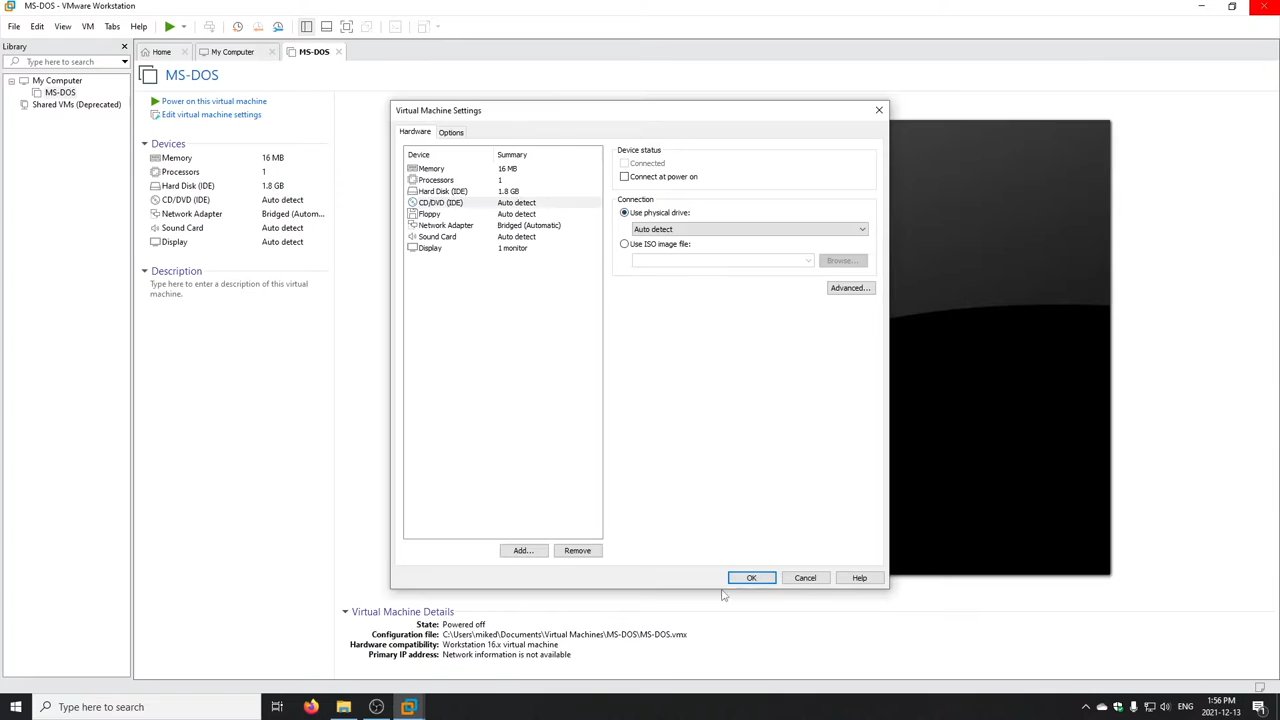 MS-DOS - VMware Workstation
File Edit View VM Tabs Help
Library
Type here to search
My Computer
MS-DOS
Shared VMs (Deprecated)
Home
My Computer
MS-DOS
MS-DOS
Power on this virtual machine
Edit virtual machine settings
Devices
Memory 16 MB
Processors 1
Hard Disk (IDE) 1.8 GB
CD/DVD (IDE) Auto detect
Network Adapter Bridged (Autom...
Sound Card Auto detect
Display Auto detect
Description
Type here to enter a description of this virtual
machine.
Virtual Machine Settings
Hardware Options
Device Summary
Memory 16 MB
Processors 1
Hard Disk (IDE) 1.8 GB
CD/DVD (IDE) Auto detect
Floppy Auto detect
Network Adapter Bridged (Automatic)
Sound Card Auto detect
Display 1 monitor
Add... Remove
Device status
Connected
Connect at power on
Connection
Use physical drive:
Auto detect
Use ISO image file:
Browse...
Advanced...
OK Cancel Help
Virtual Machine Details
State: Powered off
Configuration file: C:\Users\miked\Documents\Virtual Machines\MS-DOS\MS-DOS.vmx
Hardware compatibility: Workstation 16.x virtual machine
Primary IP address: Network information is not available
Type here to search
ENG
1:56 PM
2021-12-13